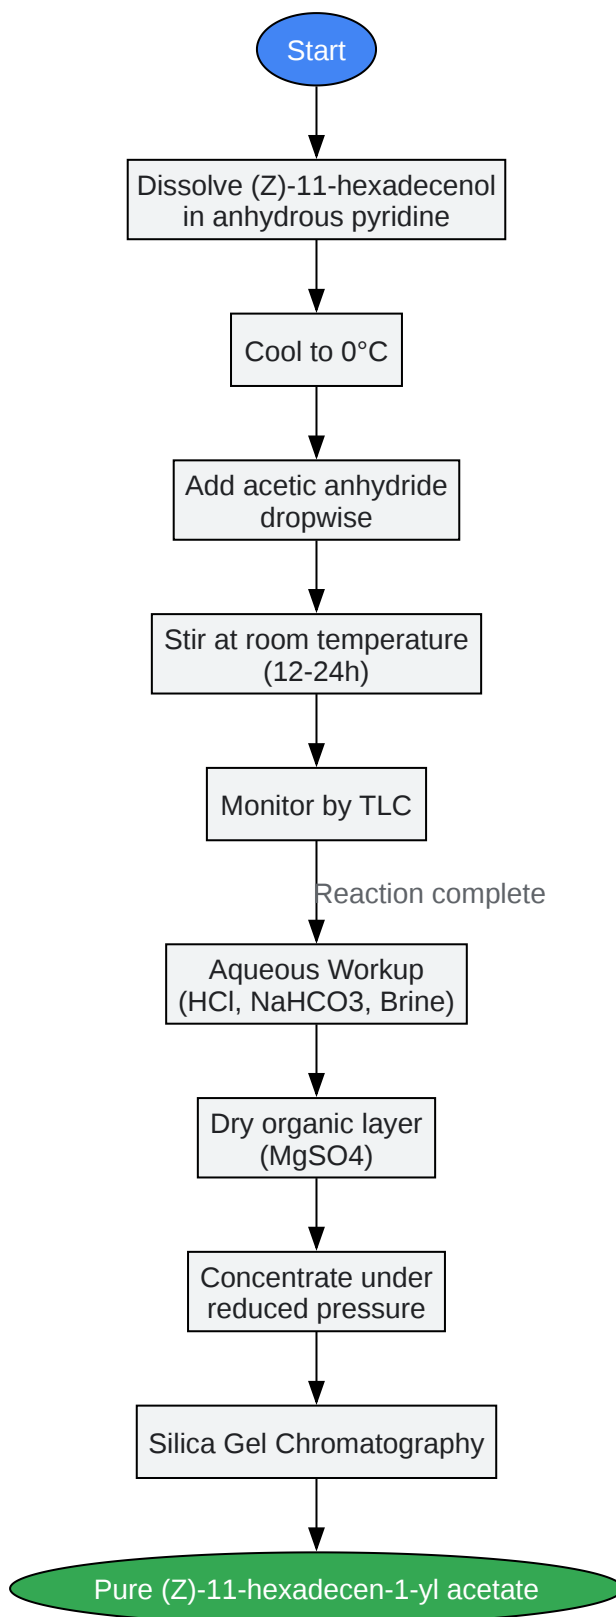 Start
Dissolve (Z)-11-hexadecenol
in anhydrous pyridine
Cool to 0°C
Add acetic anhydride
dropwise
Stir at room temperature
(12-24h)
Monitor by TLC
Reaction complete
Aqueous Workup
(HCl, NaHCO3, Brine)
Dry organic layer
(MgSO4)
Concentrate under
reduced pressure
Silica Gel Chromatography
Pure (Z)-11-hexadecen-1-yl acetate